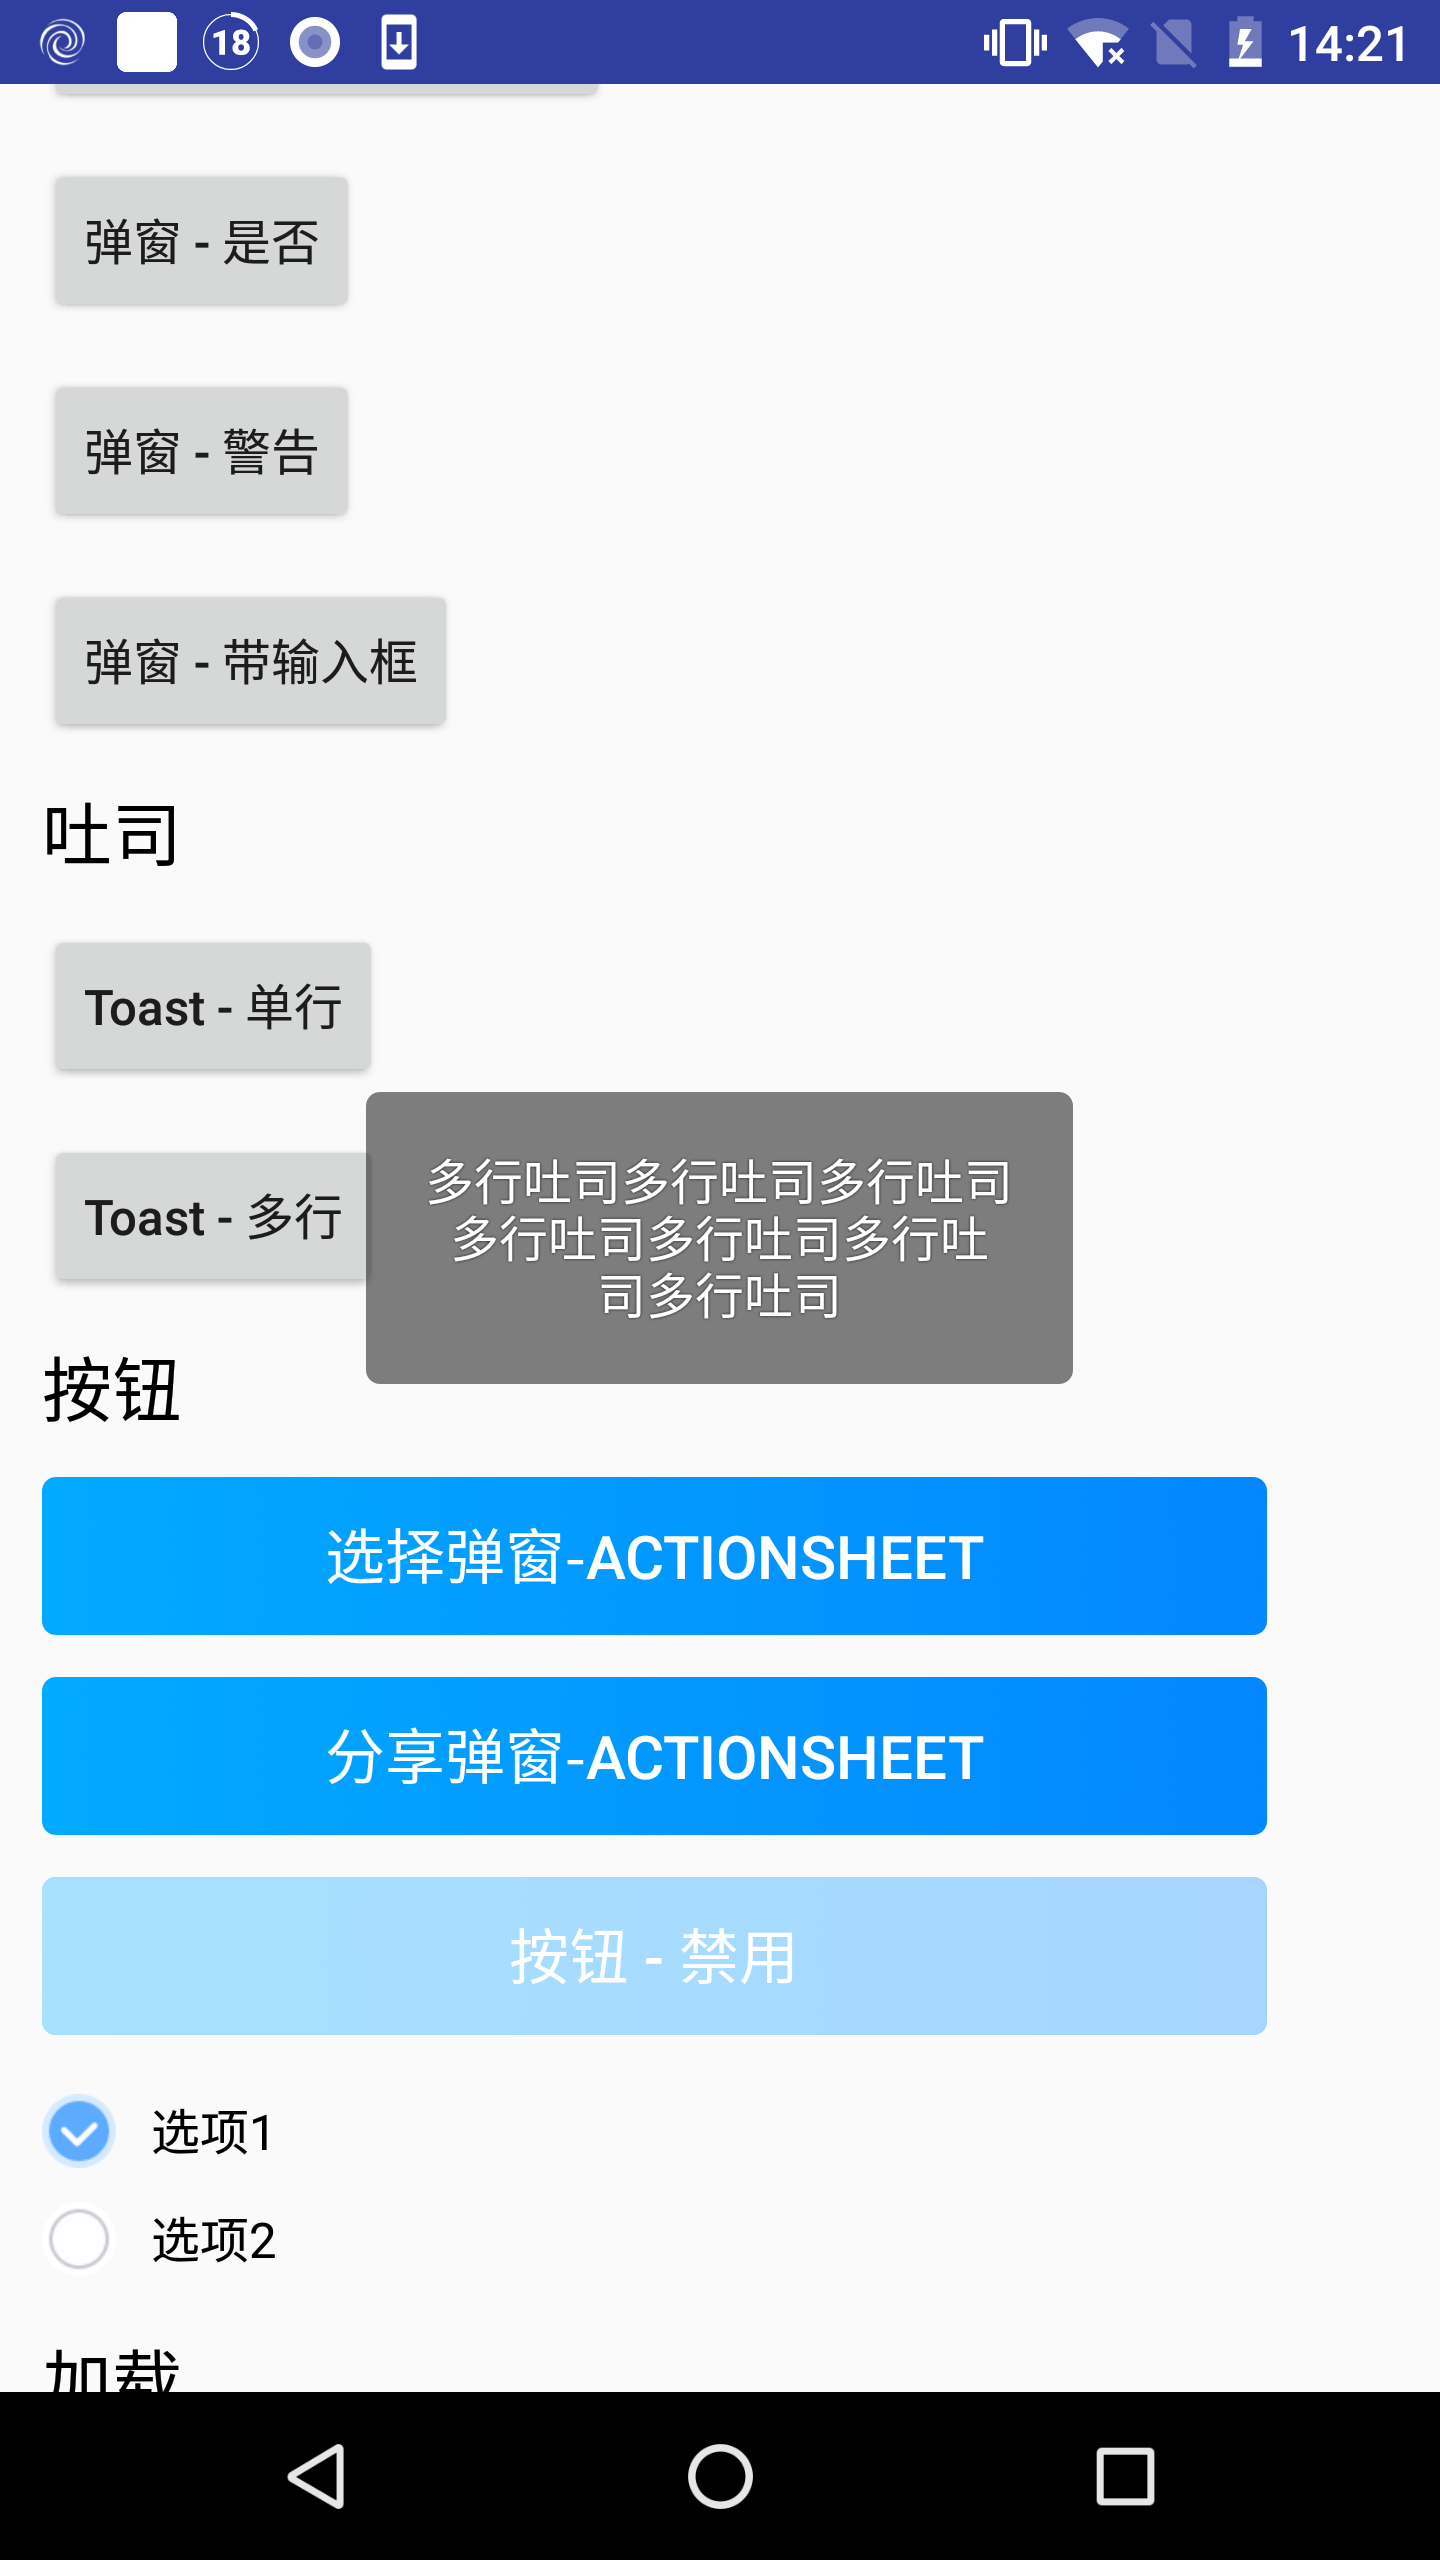 18
14:21
弹窗 - 是否
弹窗 - 警告
弹窗 - 带输入框
吐司
Toast - 单行
Toast - 多行
多行吐司多行吐司多行吐司
多行吐司多行吐司多行吐
司多行吐司
按钮
选择弹窗-ACTIONSHEET
分享弹窗-ACTIONSHEET
按钮 - 禁用
选项1
选项2
加载